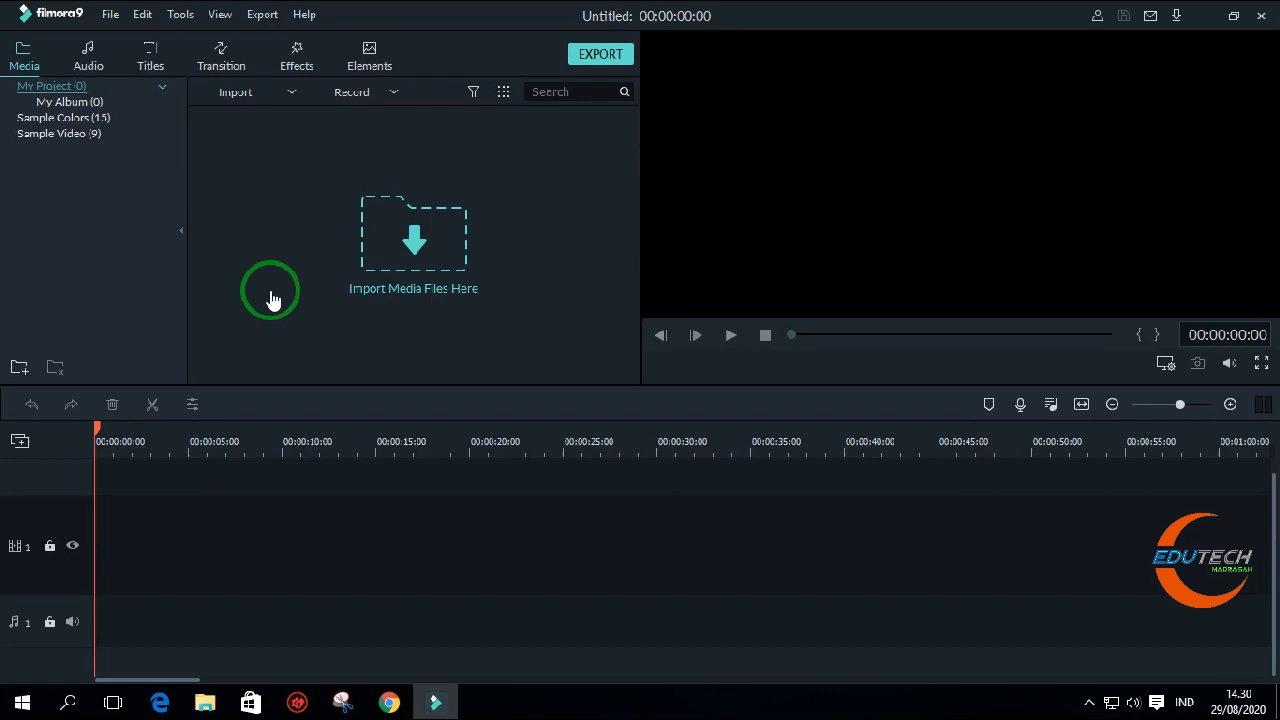 filmora9 File Edit Tools View Export Help Untitled: 00:00:00:00
Media Audio Titles Transition Effects Elements EXPORT
My Project (0) Import Record Search
My Album (0)
Sample Colors (15)
Sample Video (9)
Import Media Files Here
00:00:00:00
00:00:00:00 00:00:05:00 00:00:10:00 00:00:15:00 00:00:20:00 00:00:25:00 00:00:30:00 00:00:35:00 00:00:40:00 00:00:45:00 00:00:50:00 00:00:55:00 00:01:00:00
1
EDUTECH
MADRASAH
1
IND 14.30
29/08/2020